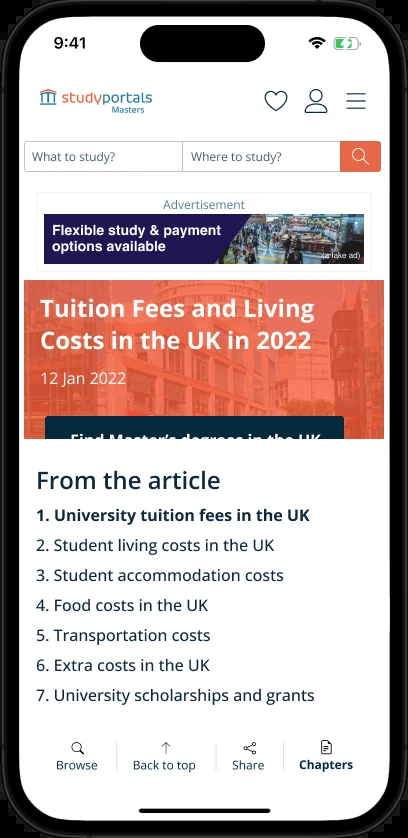 9:41
studyportals
Masters
What to study? Where to study?
Advertisement
Flexible study & payment
options available
(a fake ad)
Tuition Fees and Living
Costs in the UK in 2022
12 Jan 2022
Find Master's degrees in the UK
From the article
1. University tuition fees in the UK
2. Student living costs in the UK
3. Student accommodation costs
4. Food costs in the UK
5. Transportation costs
6. Extra costs in the UK
7. University scholarships and grants
Browse Back to top Share Chapters